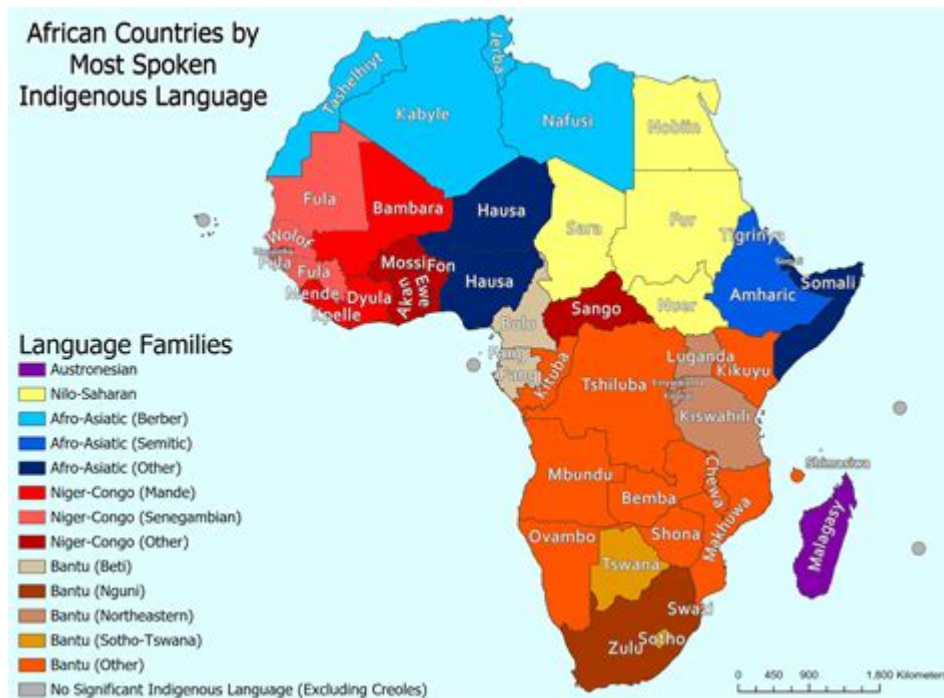 African Countries by
Most Spoken
Indigenous Language
Tashelhiyt
Kabyle
Jerba
Nafusi
Nobiin
Fula
Bambara
Hausa
Sara
Fur
Tigrinya
Wolof
Fula
Fula
Mossi
Fon
Hausa
Amharic
Somali
Mende
Dyula
Akan
Ewe
Kpelle
Sango
Nuer
Bulu
Fang
Fang
Kituba
Tshiluba
Luganda
Kikuyu
Kiswahili
Shimasiwa
Mbundu
Bemba
Chewa
Makhuwa
Malagasy
Ovambo
Shona
Tswana
Swazi
Zulu
Sotho
Language Families
Austronesian
Nilo-Saharan
Afro-Asiatic (Berber)
Afro-Asiatic (Semitic)
Afro-Asiatic (Other)
Niger-Congo (Mande)
Niger-Congo (Senegambian)
Niger-Congo (Other)
Bantu (Beti)
Bantu (Nguni)
Bantu (Northeastern)
Bantu (Sotho-Tswana)
Bantu (Other)
No Significant Indigenous Language (Excluding Creoles)
0 450 900 1,800 Kilometers